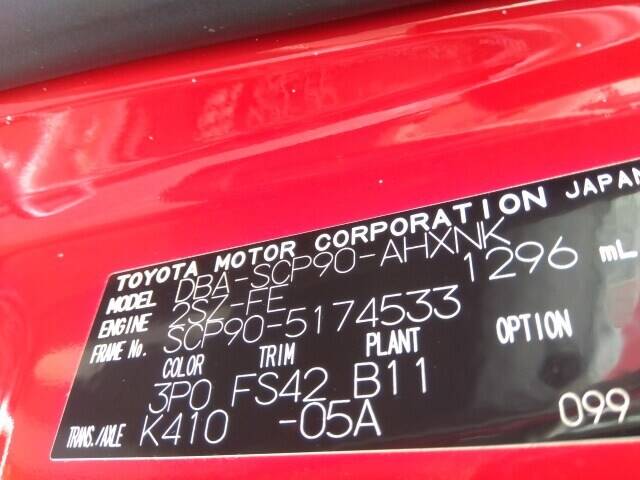 TOYOTA MOTOR CORPORATION JAPAN
MODEL DBA-SCP90-AHXNK
ENGINE 2SZ-FE 1296 mL
FRAME No. SCP90-5174533
COLOR TRIM PLANT OPTION
3P0 FS42 B11
TRANS./AXLE K410 -05A 099